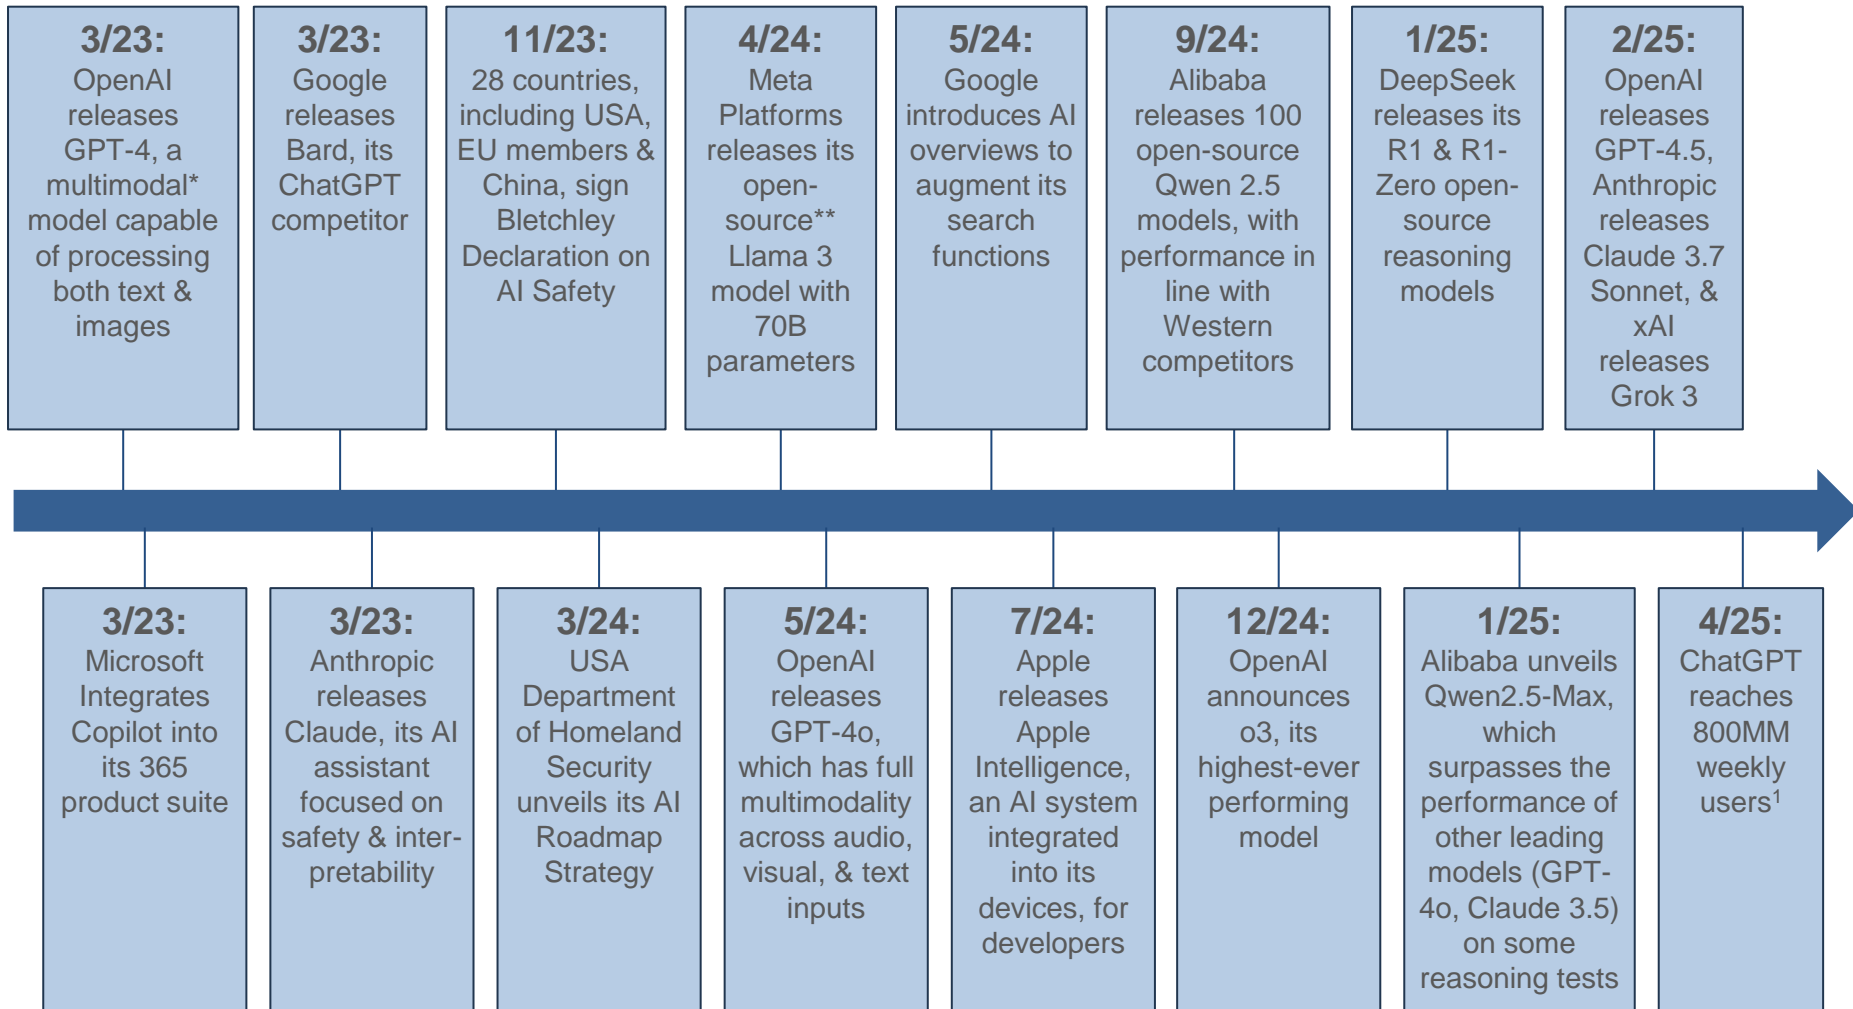 3/23:
OpenAI
releases
GPT-4, a
multimodal*
model capable
of processing
both text &
images
3/23:
Google
releases
Bard, its
ChatGPT
competitor
11/23:
28 countries,
including USA,
EU members &
China, sign
Bletchley
Declaration on
AI Safety
4/24:
Meta
Platforms
releases its
open-
source**
Llama 3
model with
70B
parameters
5/24:
Google
introduces AI
overviews to
augment its
search
functions
9/24:
Alibaba
releases 100
open-source
Qwen 2.5
models, with
performance in
line with
Western
competitors
1/25:
DeepSeek
releases its
R1 & R1-
Zero open-
source
reasoning
models
2/25:
OpenAI
releases
GPT-4.5,
Anthropic
releases
Claude 3.7
Sonnet, &
xAI
releases
Grok 3
3/23:
Microsoft
Integrates
Copilot into
its 365
product suite
3/23:
Anthropic
releases
Claude, its AI
assistant
focused on
safety & inter-
pretability
3/24:
USA
Department
of Homeland
Security
unveils its AI
Roadmap
Strategy
5/24:
OpenAI
releases
GPT-4o,
which has full
multimodality
across audio,
visual, & text
inputs
7/24:
Apple
releases
Apple
Intelligence,
an AI system
integrated
into its
devices, for
developers
12/24:
OpenAI
announces
o3, its
highest-ever
performing
model
1/25:
Alibaba unveils
Qwen2.5-Max,
which
surpasses the
performance of
other leading
models (GPT-
4o, Claude 3.5)
on some
reasoning tests
4/25:
ChatGPT
reaches
800MM
weekly
users¹